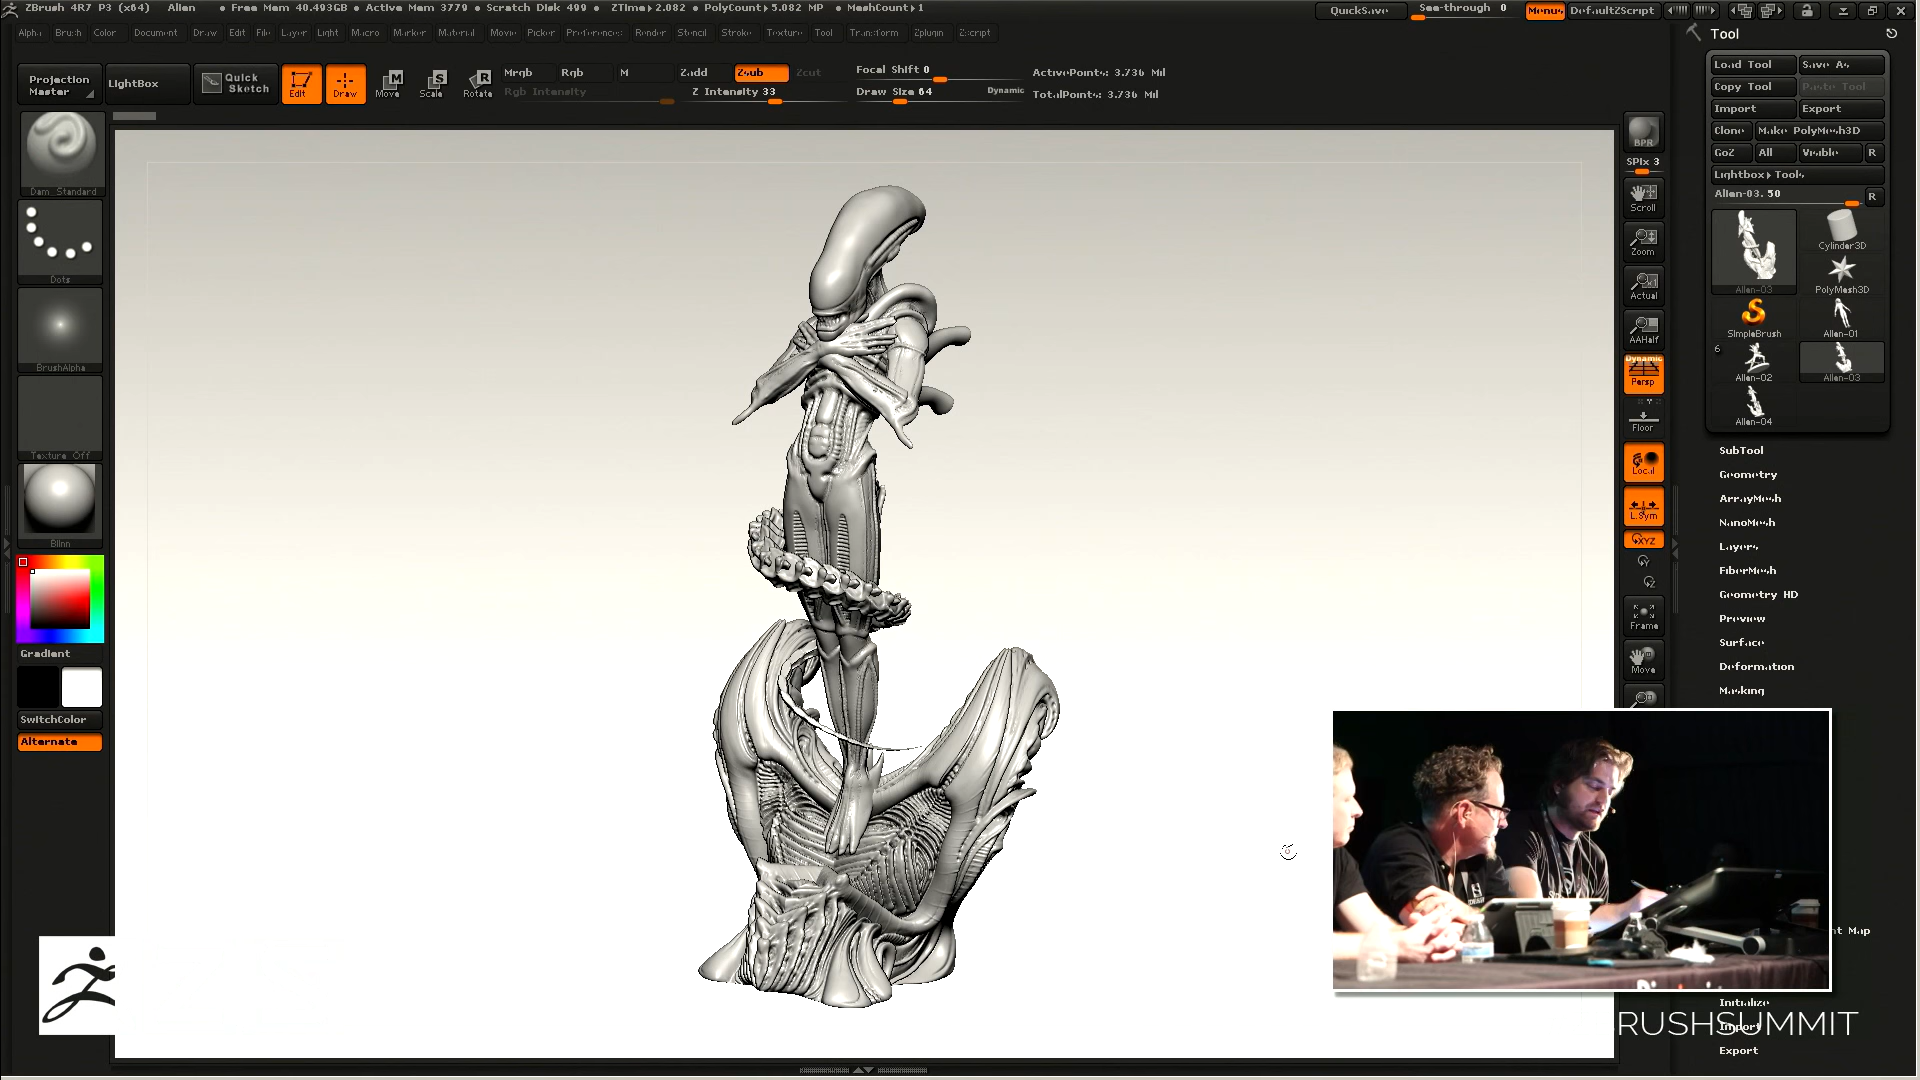 ZBrush 4R7 P3 (x64) Alien • Free Mem 40.493GB • Active Mem 3779 • Scratch Disk 499 • ZTime▸2.082 • PolyCount▸5.082 MP • MeshCount▸1
QuickSave
See-through 0
Menus
DefaultZScript
Alpha Brush Color Document Draw Edit File Layer Light Macro Marker Material Movie Picker Preferences Render Stencil Stroke Texture Tool Transform Zplugin Zscript
Projection Master
LightBox
Quick Sketch
Edit
Draw
Move
Scale
Rotate
Mrgb Rgb M
Rgb Intensity
Zadd Zsub Zcut
Z Intensity 33
Focal Shift 0
Draw Size 64
Dynamic
ActivePoints: 3.736 Mil
TotalPoints: 3.736 Mil
Dam_Standard
Dots
BrushAlpha
Texture Off
Blinn
Gradient
SwitchColor
Alternate
BPR
SPix 3
Scroll
Zoom
Actual
AAHalf
Dynamic
Persp
Floor
Local
L.Sym
XYZ
Frame
Move
Tool
Load Tool
Save As
Copy Tool
Paste Tool
Import
Export
Clone
Make PolyMesh3D
GoZ
All
Visible
R
Lightbox▸Tools
Alien-03. 50
R
Alien-03
Cylinder3D
PolyMesh3D
SimpleBrush
Alien-01
6
Alien-02
Alien-03
Alien-04
SubTool
Geometry
ArrayMesh
NanoMesh
Layers
FiberMesh
Geometry HD
Preview
Surface
Deformation
Masking
nt Map
Initialize
RUSHSUMMIT
Import
Export